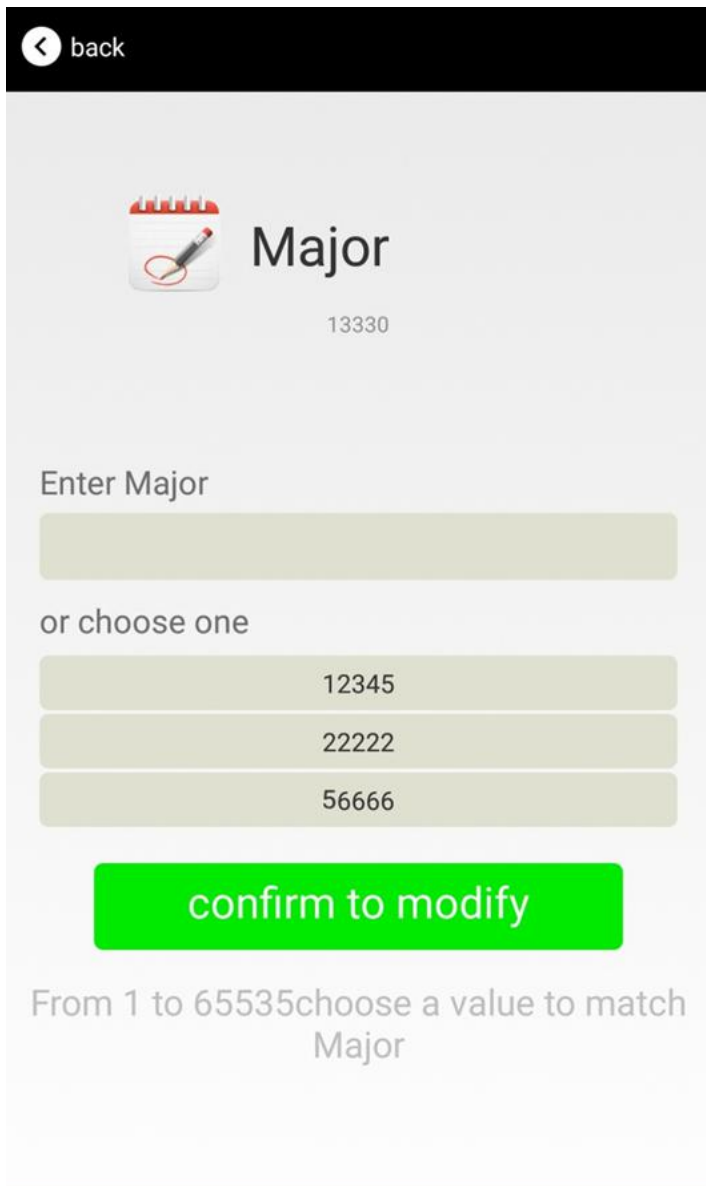 back
Major
13330
Enter Major
or choose one
12345
22222
56666
confirm to modify
From 1 to 65535choose a value to match
Major